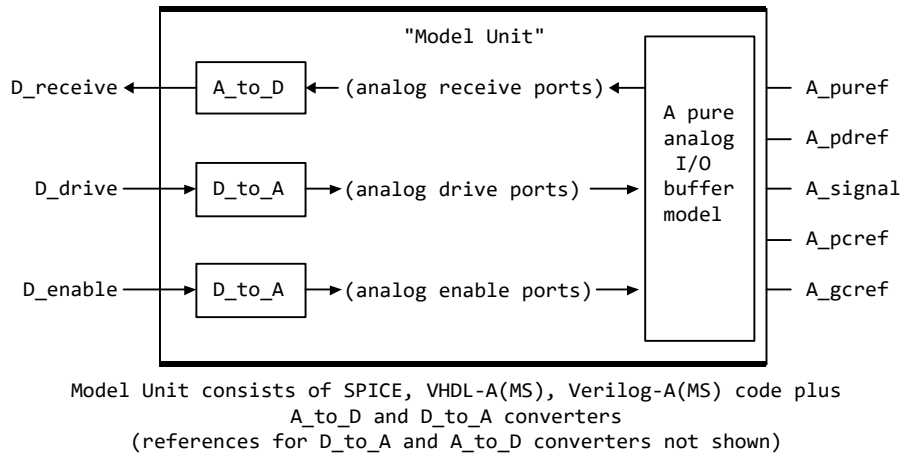 "Model Unit"
D_receive
A_to_D
(analog receive ports)
A_puref
A pure
analog
I/O
buffer
model
A_pdref
D_drive
D_to_A
(analog drive ports)
A_signal
A_pcref
D_enable
D_to_A
(analog enable ports)
A_gcref
Model Unit consists of SPICE, VHDL-A(MS), Verilog-A(MS) code plus
A_to_D and D_to_A converters
(references for D_to_A and A_to_D converters not shown)